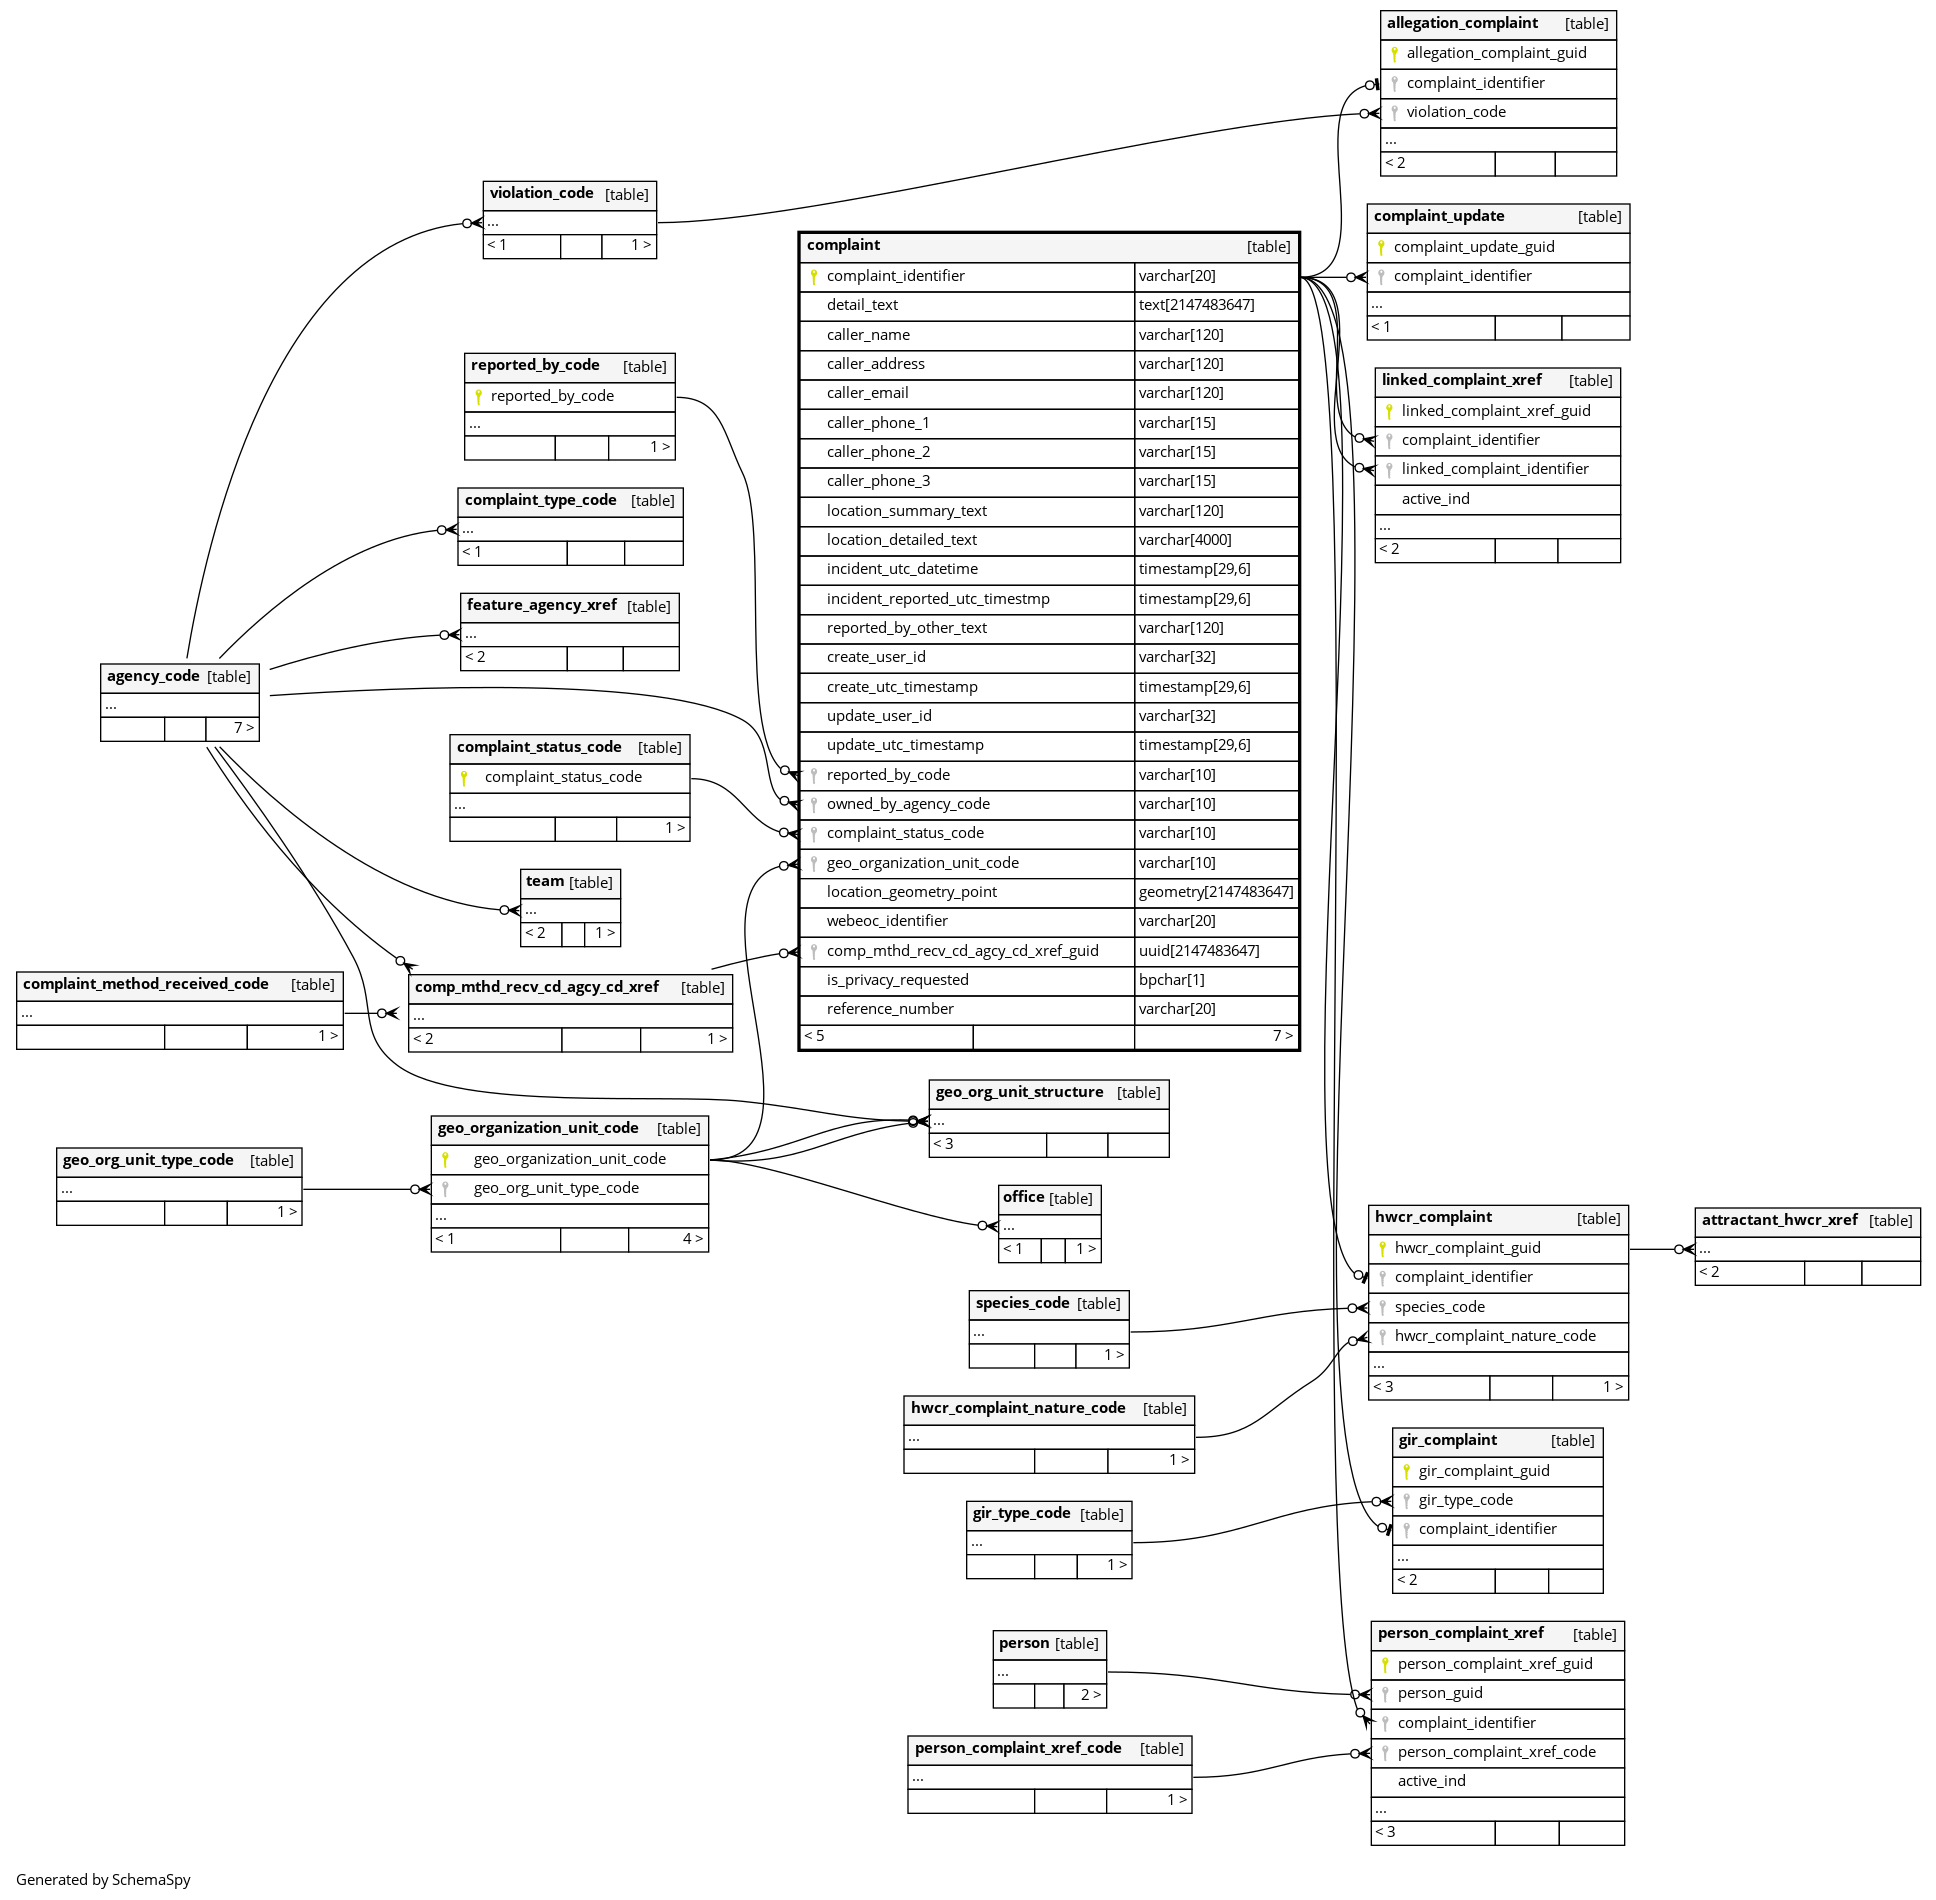 allegation_complaint [table]
allegation_complaint_guid
complaint_identifier
violation_code
...
< 2
violation_code [table]
...
< 1 1 >
complaint_update [table]
complaint_update_guid
complaint_identifier
...
< 1
complaint [table]
complaint_identifier varchar[20]
detail_text text[2147483647]
caller_name varchar[120]
caller_address varchar[120]
caller_email varchar[120]
caller_phone_1 varchar[15]
caller_phone_2 varchar[15]
caller_phone_3 varchar[15]
location_summary_text varchar[120]
location_detailed_text varchar[4000]
incident_utc_datetime timestamp[29,6]
incident_reported_utc_timestmp timestamp[29,6]
reported_by_other_text varchar[120]
create_user_id varchar[32]
create_utc_timestamp timestamp[29,6]
update_user_id varchar[32]
update_utc_timestamp timestamp[29,6]
reported_by_code varchar[10]
owned_by_agency_code varchar[10]
complaint_status_code varchar[10]
geo_organization_unit_code varchar[10]
location_geometry_point geometry[2147483647]
webeoc_identifier varchar[20]
comp_mthd_recv_cd_agcy_cd_xref_guid uuid[2147483647]
is_privacy_requested bpchar[1]
reference_number varchar[20]
< 5 7 >
reported_by_code [table]
reported_by_code
...
1 >
linked_complaint_xref [table]
linked_complaint_xref_guid
complaint_identifier
linked_complaint_identifier
active_ind
...
< 2
complaint_type_code [table]
...
< 1
feature_agency_xref [table]
...
< 2
agency_code [table]
...
7 >
complaint_status_code [table]
complaint_status_code
...
1 >
team [table]
...
< 2 1 >
complaint_method_received_code [table]
...
1 >
comp_mthd_recv_cd_agcy_cd_xref [table]
...
< 2 1 >
geo_org_unit_structure [table]
...
< 3
geo_organization_unit_code [table]
geo_organization_unit_code
geo_org_unit_type_code
...
< 1 4 >
geo_org_unit_type_code [table]
...
1 >
office [table]
...
< 1 1 >
hwcr_complaint [table]
hwcr_complaint_guid
complaint_identifier
species_code
hwcr_complaint_nature_code
...
< 3 1 >
attractant_hwcr_xref [table]
...
< 2
species_code [table]
...
1 >
hwcr_complaint_nature_code [table]
...
1 >
gir_complaint [table]
gir_complaint_guid
gir_type_code
complaint_identifier
...
< 2
gir_type_code [table]
...
1 >
person_complaint_xref [table]
person_complaint_xref_guid
person_guid
complaint_identifier
person_complaint_xref_code
active_ind
...
< 3
person [table]
...
2 >
person_complaint_xref_code [table]
...
1 >
Generated by SchemaSpy